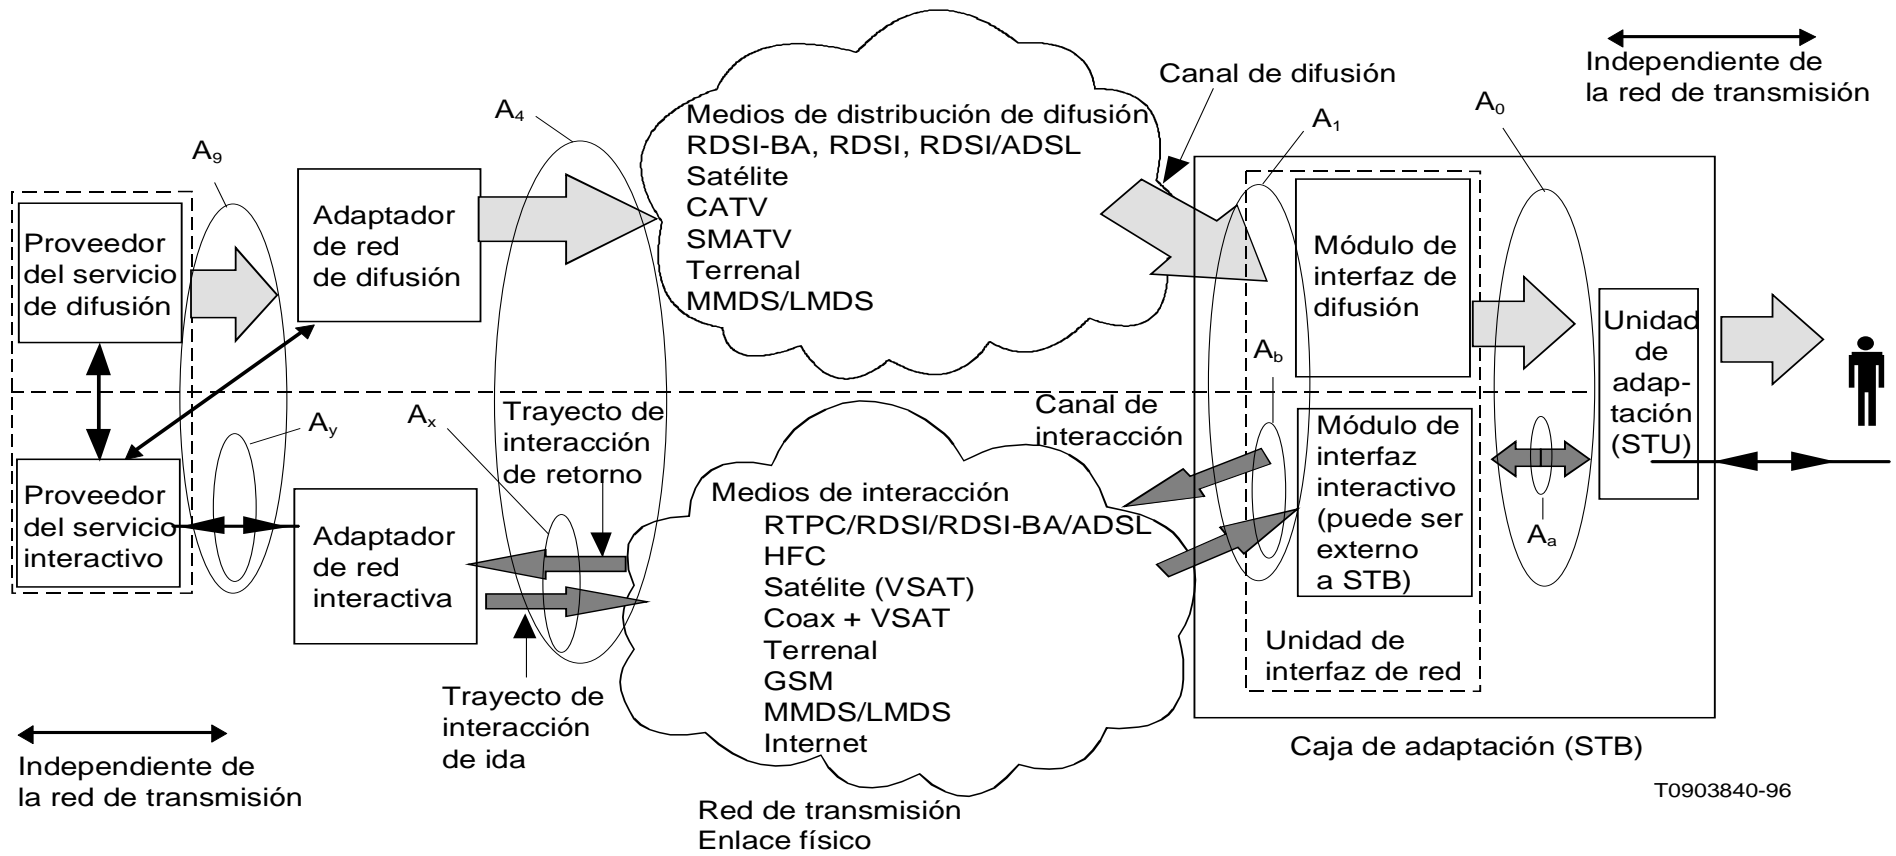 Independiente de
la red de transmisión
Canal de difusión
A4
A9
A1
A0
Medios de distribución de difusión
RDSI-BA, RDSI, RDSI/ADSL
Satélite
CATV
SMATV
Terrenal
MMDS/LMDS
Proveedor
del servicio
de difusión
Adaptador
de red
de difusión
Módulo de
interfaz de
difusión
Unidad
de
adap-
tación
(STU)
Ab
Ay
Ax
Trayecto de
interacción
de retorno
Canal de
interacción
Módulo de
interfaz
interactivo
(puede ser
externo
a STB)
Aa
Proveedor
del servicio
interactivo
Adaptador
de red
interactiva
Medios de interacción
RTPC/RDSI/RDSI-BA/ADSL
HFC
Satélite (VSAT)
Coax + VSAT
Terrenal
GSM
MMDS/LMDS
Internet
Unidad de
interfaz de red
Trayecto de
interacción
de ida
Caja de adaptación (STB)
Independiente de
la red de transmisión
T0903840-96
Red de transmisión
Enlace físico